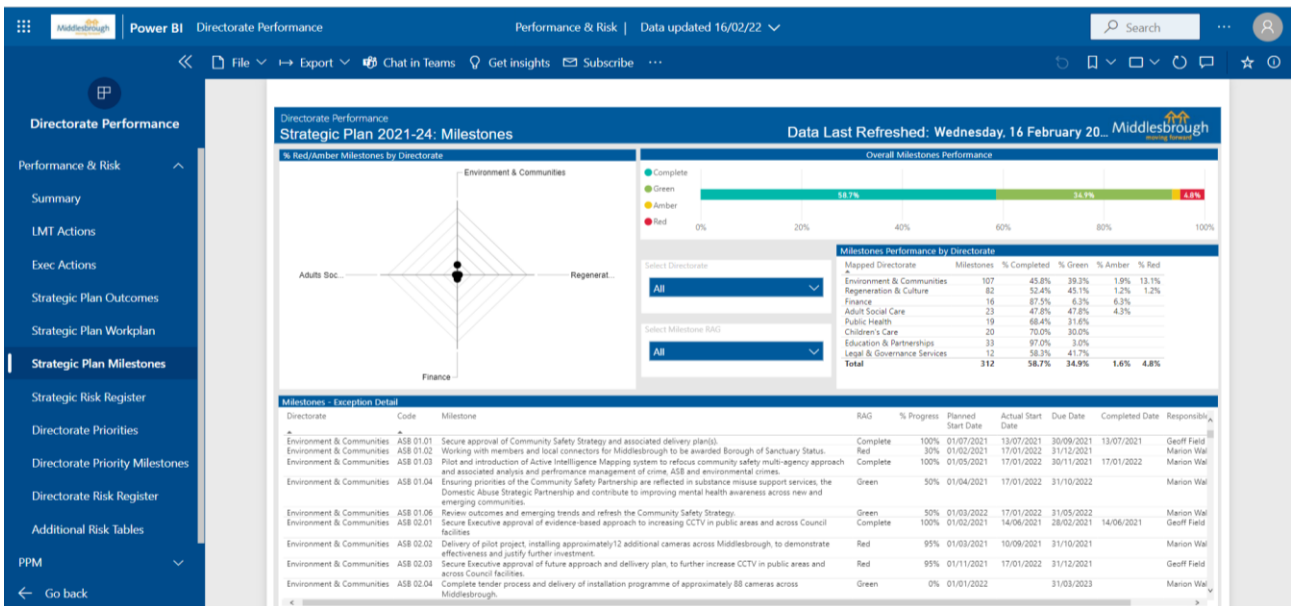 Middlesbrough
moving forward
Power BI Directorate Performance
Performance & Risk | Data updated 16/02/22
Search
File Export Chat in Teams Get insights Subscribe
Directorate Performance
Performance & Risk
Summary
LMT Actions
Exec Actions
Strategic Plan Outcomes
Strategic Plan Workplan
Strategic Plan Milestones
Strategic Risk Register
Directorate Priorities
Directorate Priority Milestones
Directorate Risk Register
Additional Risk Tables
PPM
Go back
Directorate Performance
Strategic Plan 2021-24: Milestones
Data Last Refreshed: Wednesday, 16 February 20...
Middlesbrough
moving forward
% Red/Amber Milestones by Directorate
Environment & Communities
Adults Soc...
Regenerat...
Finance
Overall Milestones Performance
Complete
Green
Amber
Red
58.7% 34.9% 4.8%
0% 20% 40% 60% 80% 100%
Select Directorate
All
Select Milestone RAG
All
Milestones Performance by Directorate
Mapped Directorate Milestones % Completed % Green % Amber % Red
Environment & Communities 107 45.8% 39.3% 1.9% 13.1%
Regeneration & Culture 82 52.4% 45.1% 1.2% 1.2%
Finance 16 87.5% 6.3% 6.3%
Adult Social Care 23 47.8% 47.8% 4.3%
Public Health 19 68.4% 31.6%
Children's Care 20 70.0% 30.0%
Education & Partnerships 33 97.0% 3.0%
Legal & Governance Services 12 58.3% 41.7%
Total 312 58.7% 34.9% 1.6% 4.8%
Milestones - Exception Detail
Directorate Code Milestone RAG % Progress Planned Actual Start Due Date Completed Date Responsible
Start Date Date
Environment & Communities ASB 01.01 Secure approval of Community Safety Strategy and associated delivery plan(s). Complete 100% 01/07/2021 13/07/2021 30/09/2021 13/07/2021 Geoff Field
Environment & Communities ASB 01.02 Working with members and local connectors for Middlesbrough to be awarded Borough of Sanctuary Status. Red 30% 01/02/2021 17/01/2022 31/12/2021 Marion Wal
Environment & Communities ASB 01.03 Pilot and introduction of Active Intellligence Mapping system to refocus community safety multi-agency approach Complete 100% 01/05/2021 17/01/2022 30/11/2021 17/01/2022 Marion Wal
and associated analysis and perfromance management of crime, ASB and environmental crimes.
Environment & Communities ASB 01.04 Ensuring priorities of the Community Safety Partnership are reflected in substance misuse support services, the Green 50% 01/04/2021 17/01/2022 31/10/2022 Marion Wal
Domestic Abuse Strategic Partnership and contribute to improving mental health awareness across new and
emerging communities.
Environment & Communities ASB 01.06 Review outcomes and emerging trends and refresh the Community Safety Strategy. Green 50% 01/03/2022 17/01/2022 31/05/2022 Marion Wal
Environment & Communities ASB 02.01 Secure Executive approval of evidence-based approach to increasing CCTV in public areas and across Council Complete 100% 01/02/2021 14/06/2021 28/02/2021 14/06/2021 Geoff Field
facilities
Environment & Communities ASB 02.02 Delivery of pilot project, installing approximately12 additional cameras across Middlesbrough, to demonstrate Red 95% 01/03/2021 10/09/2021 31/10/2021 Marion Wal
effectiveness and justify further investment.
Environment & Communities ASB 02.03 Secure Executive approval of future approach and delivery plan, to further increase CCTV in public areas and Red 95% 01/11/2021 17/01/2022 31/12/2021 Geoff Field
across Council facilities.
Environment & Communities ASB 02.04 Complete tender process and delivery of installation programme of approximately 88 cameras across Green 0% 01/01/2022 31/03/2023 Marion Wal
Middlesbrough.